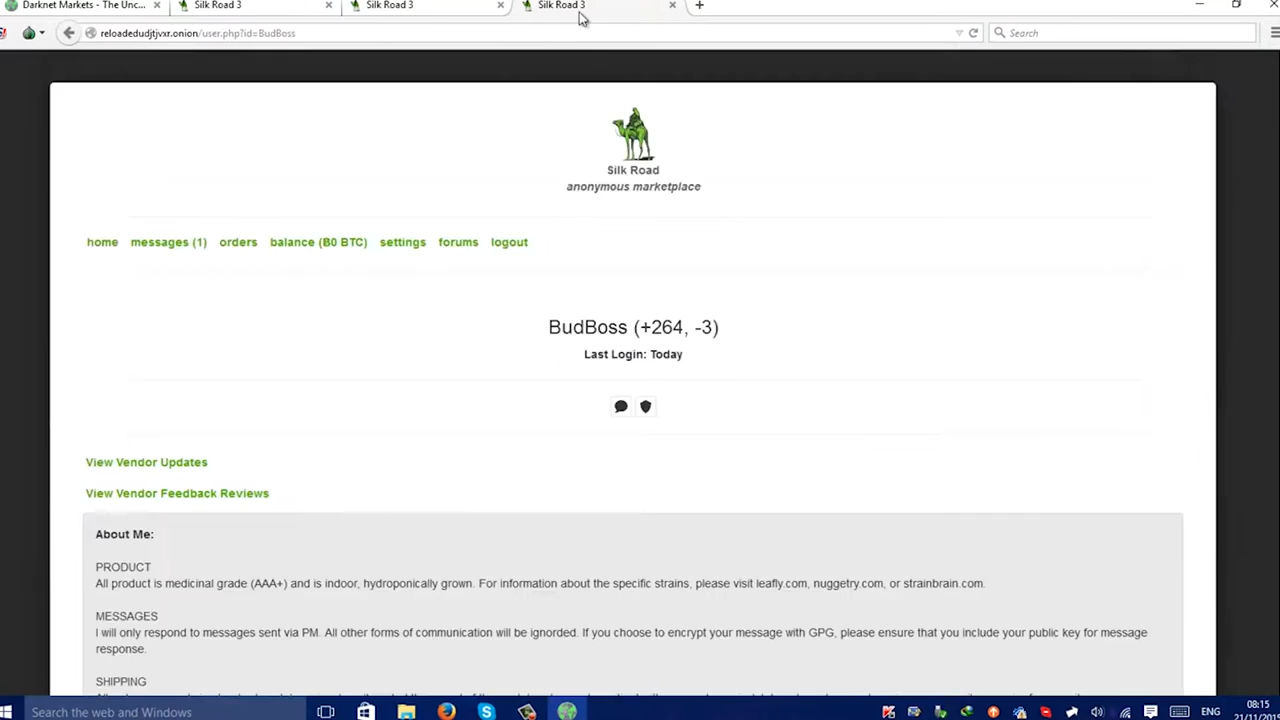 Darknet Markets - The Unc...
Silk Road 3
Silk Road 3
Silk Road 3
reloadedudjtjvxr.onion/user.php?id=BudBoss
Search
Silk Road
anonymous marketplace
home messages (1) orders balance (Ƀ0 BTC) settings forums logout
BudBoss (+264, -3)
Last Login: Today
View Vendor Updates
View Vendor Feedback Reviews
About Me:
PRODUCT
All product is medicinal grade (AAA+) and is indoor, hydroponically grown. For information about the specific strains, please visit leafly.com, nuggetry.com, or strainbrain.com.
MESSAGES
I will only respond to messages sent via PM. All other forms of communication will be ignorded. If you choose to encrypt your message with GPG, please ensure that you include your public key for message
response.
SHIPPING
Search the web and Windows
ENG
08:15